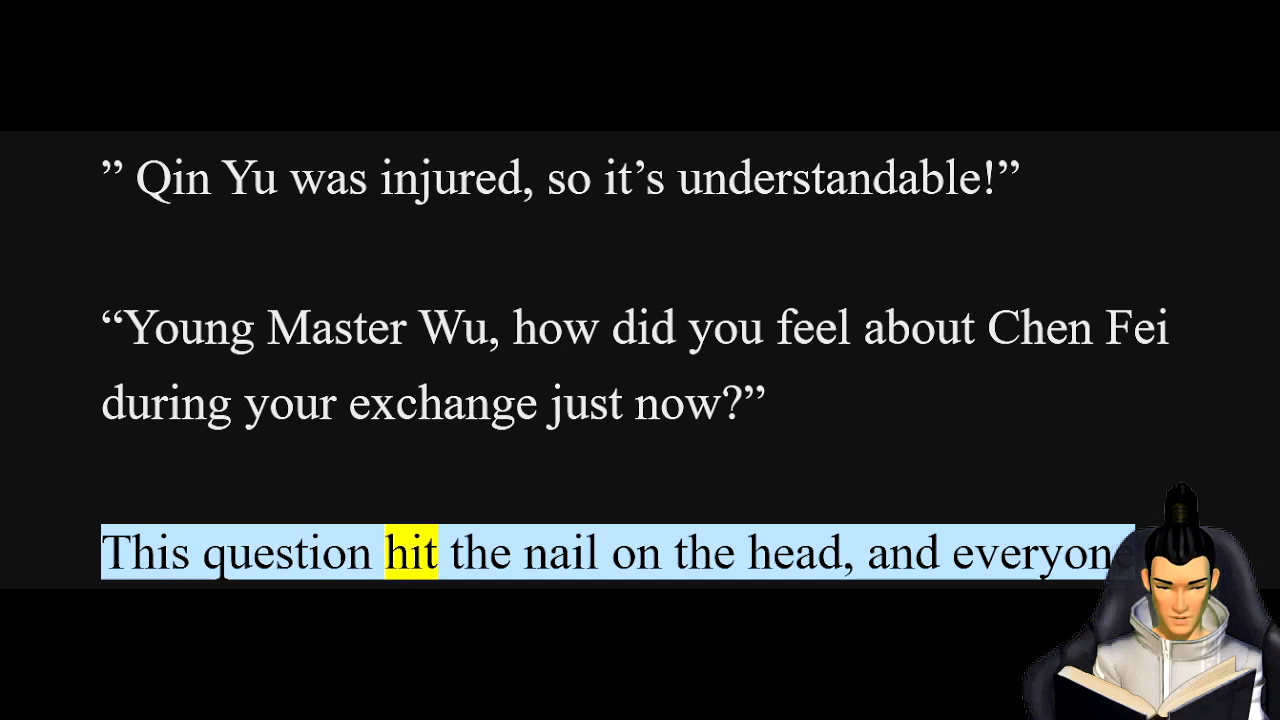 ” Qin Yu was injured, so it’s understandable!”
“Young Master Wu, how did you feel about Chen Fei
during your exchange just now?”
This question hit the nail on the head, and everyone